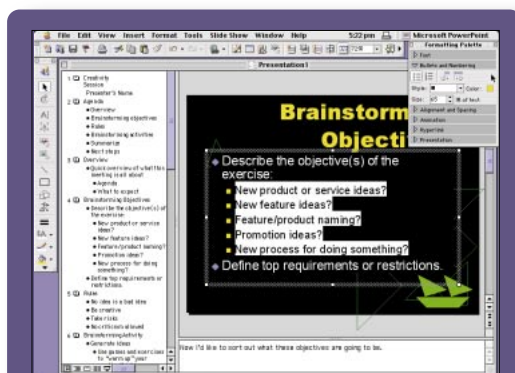 File Edit View Insert Format Tools Slide Show Window Help 5:22 pm Microsoft PowerPoint
72%
Presentation1
Formatting Palette
Font
Bullets and Numbering
Style: Color:
Size: 65 % of text
Alignment and Spacing
Animation
Hyperlink
Presentation
1 Creativity
Session
Presenter's Name
2 Agenda
Overview
Brainstorming objectives
Rules
Brainstorming activities
Summarize
Next steps
3 Overview
Quick overview of what this
meeting is all about
Agenda
What to expect
4 Brainstorming Objectives
Describe the objective(s) of
the exercise:
New product or service
ideas?
New feature ideas?
Feature/product naming?
Promotion ideas?
New process for doing
something?
Define top requirements or
restrictions.
5 Rules
No idea is a bad idea
Be creative
Take risks
No criticism allowed
6 Brainstorming Activity
Generate ideas
Use games and exercises
to "warm up" your
Brainstorm
Objecti
Describe the objective(s) of the
exercise:
New product or service ideas?
New feature ideas?
Feature/product naming?
Promotion ideas?
New process for doing something?
Define top requirements or restrictions.
Now I'd like to sort out what these objectives are going to be.